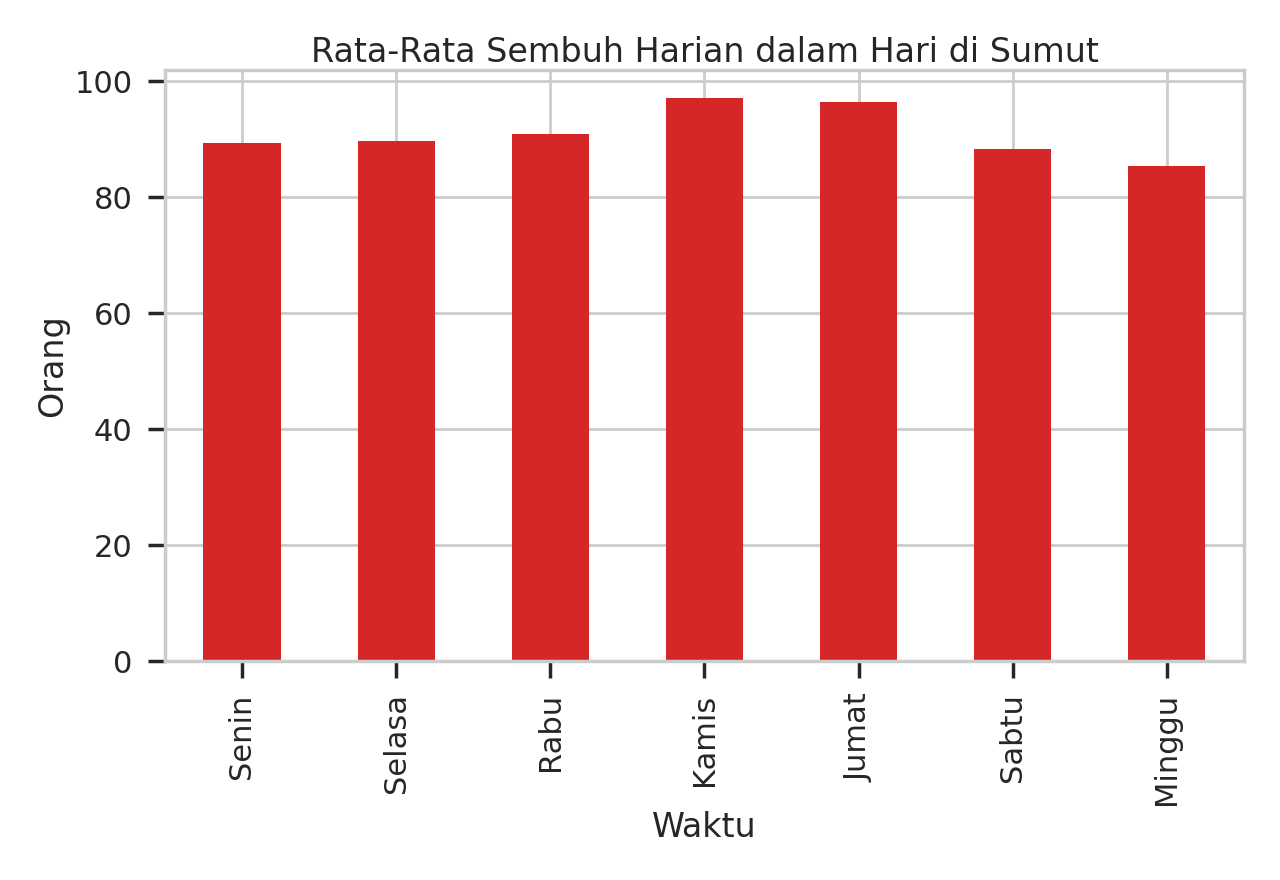 Rata-Rata Sembuh Harian dalam Hari di Sumut
100
80
60
40
20
0
Orang
Senin
Selasa
Rabu
Kamis
Jumat
Sabtu
Minggu
Waktu